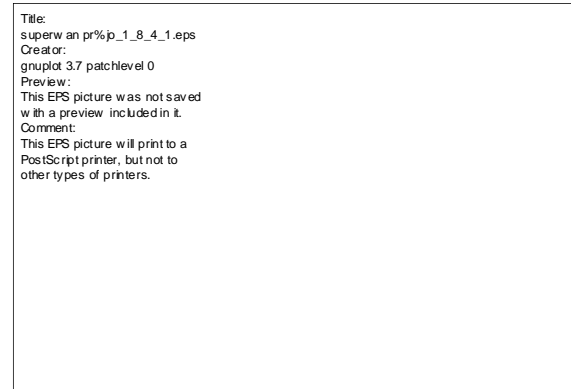 Title:
superwan pr%jo_1_8_4_1.eps
Creator:
gnuplot 3.7 patchlevel 0
Preview:
This EPS picture was not saved
with a preview included in it.
Comment:
This EPS picture will print to a
PostScript printer, but not to
other types of printers.